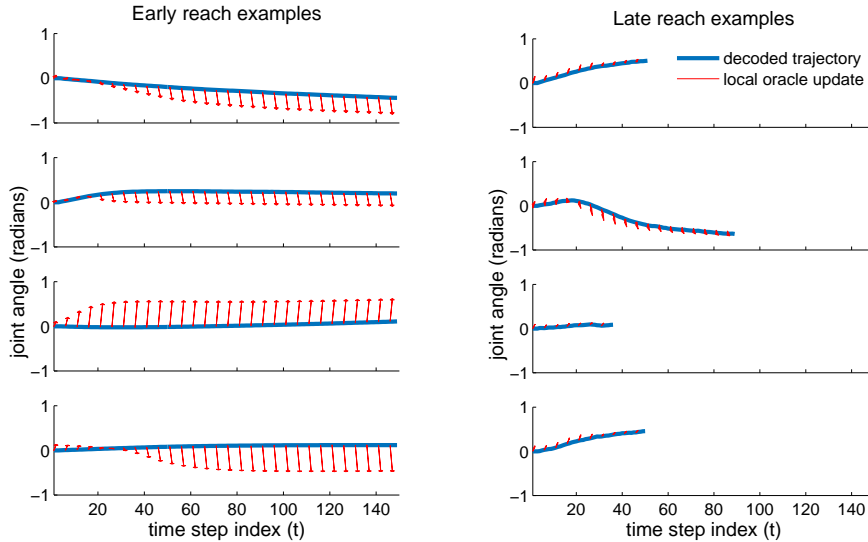 Early reach examples
Late reach examples
decoded trajectory
local oracle update
joint angle (radians)
1
0
−1
1
0
−1
1
0
−1
1
0
−1
20 40 60 80 100 120 140
time step index (t)
joint angle (radians)
1
0
−1
1
0
−1
1
0
−1
1
0
−1
20 40 60 80 100 120 140
time step index (t)